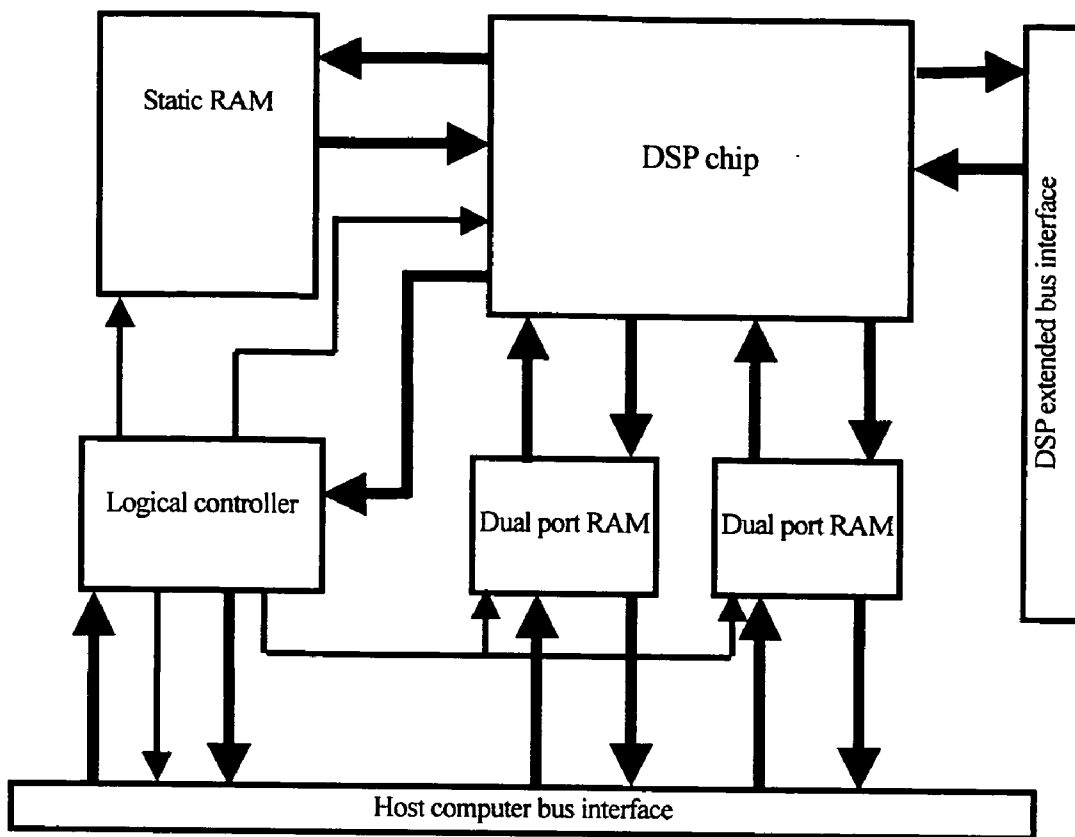 Static RAM
DSP chip
DSP extended bus interface
Logical controller
Dual port RAM
Dual port RAM
Host computer bus interface